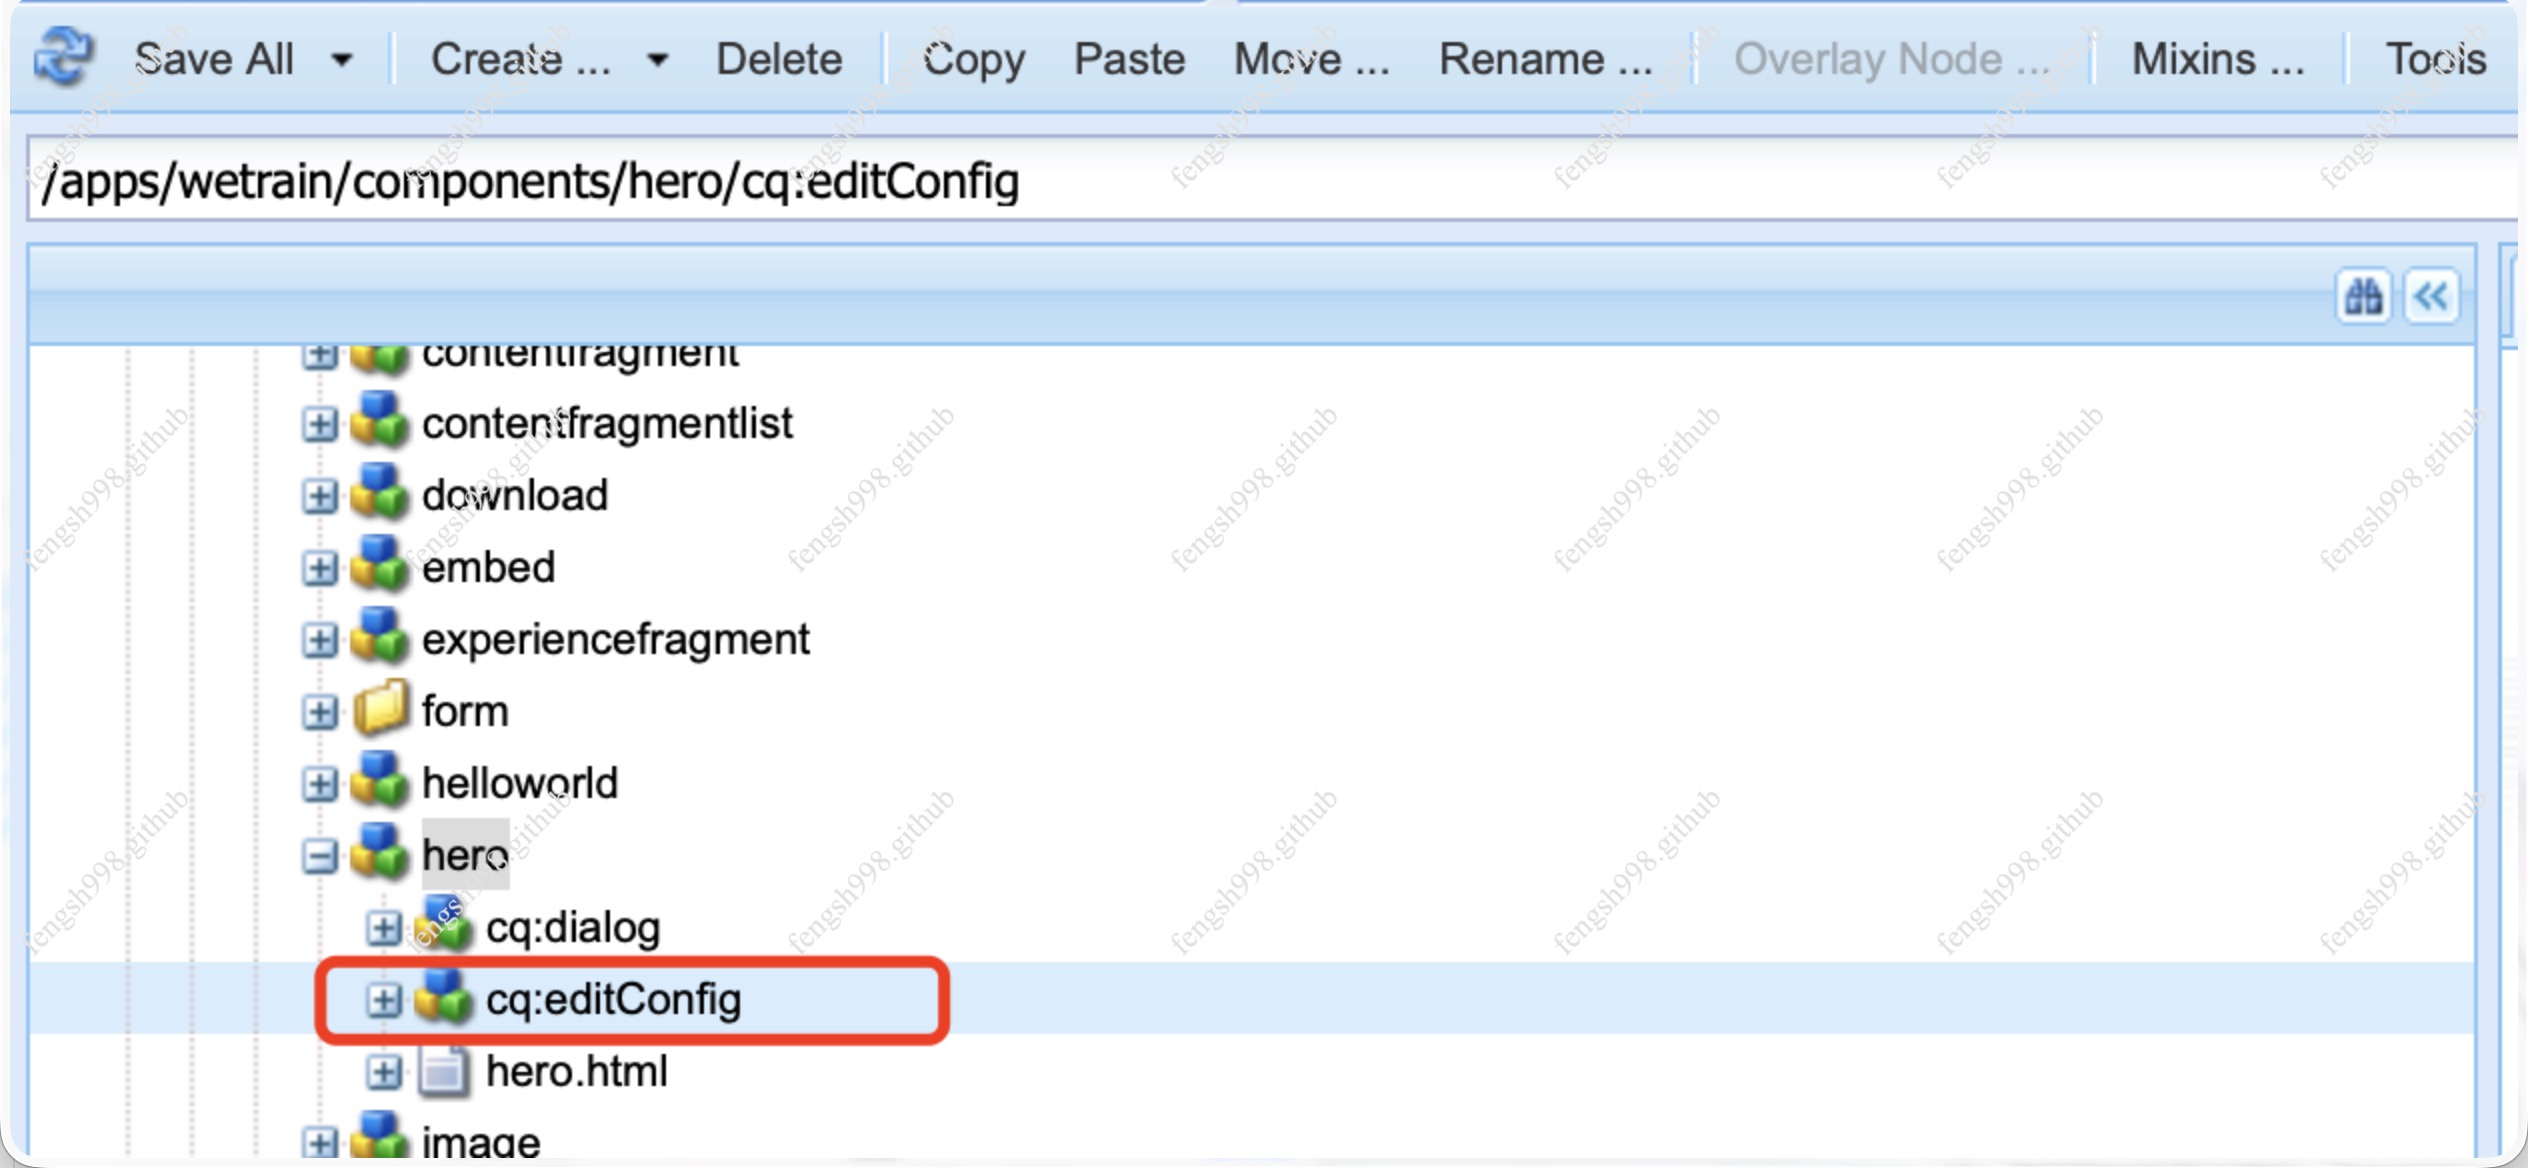 Save All Create ... Delete Copy Paste Move ... Rename ... Overlay Node ... Mixins ... Tools
/apps/wetrain/components/hero/cq:editConfig
contentfragment
contentfragmentlist
download
embed
experiencefragment
form
helloworld
hero
cq:dialog
cq:editConfig
hero.html
image
fengsh998.github